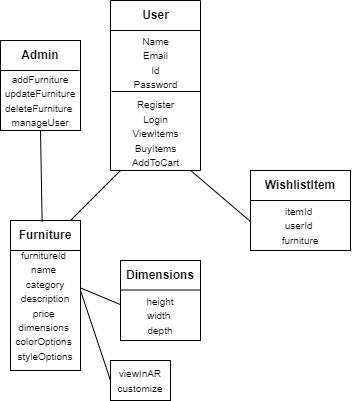 User
Name
Email
Id
Password
Register
Login
ViewItems
BuyItems
AddToCart
Admin
addFurniture
updateFurniture
deleteFurniture
manageUser
WishlistItem
itemId
userId
furniture
Furniture
furnitureId
name
category
description
price
dimensions
colorOptions
styleOptions
Dimensions
height
width
depth
viewInAR
customize